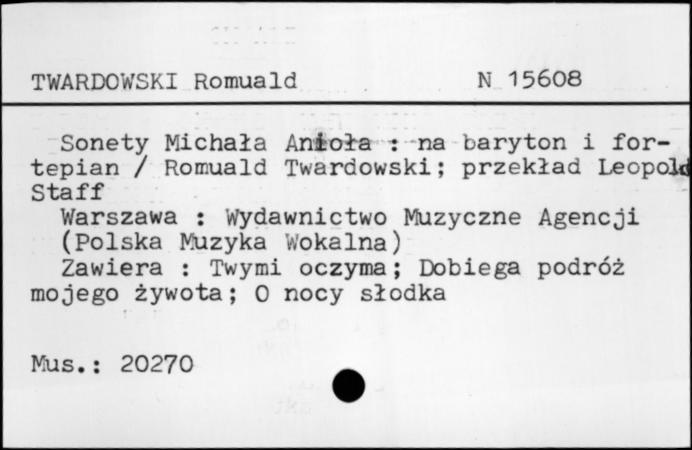 TWARDOWSKI Romuald N 15608
Sonety Michała Anioła : na baryton i for-
tepian / Romuald Twardowski; przekład Leopold
Staff
Warszawa : Wydawnictwo Muzyczne Agencji
(Polska Muzyka Wokalna)
Zawiera : Twymi oczyma; Dobiega podróż
mojego żywota; O nocy słodka
Mus.: 20270